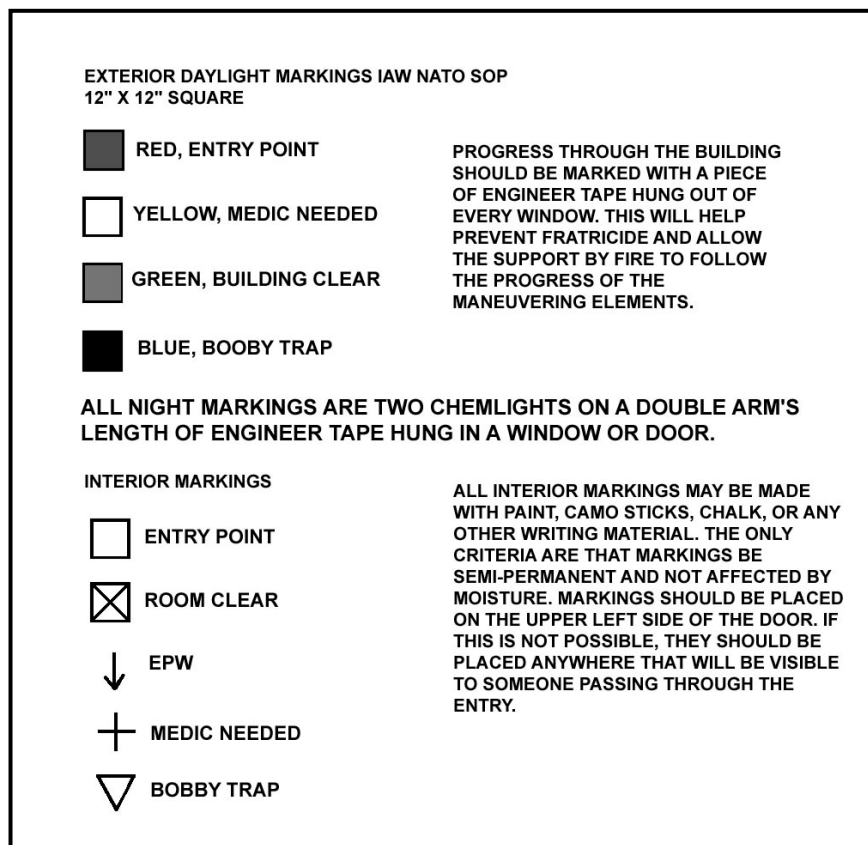 EXTERIOR DAYLIGHT MARKINGS IAW NATO SOP
12" X 12" SQUARE
RED, ENTRY POINT
YELLOW, MEDIC NEEDED
GREEN, BUILDING CLEAR
BLUE, BOOBY TRAP
PROGRESS THROUGH THE BUILDING
SHOULD BE MARKED WITH A PIECE
OF ENGINEER TAPE HUNG OUT OF
EVERY WINDOW. THIS WILL HELP
PREVENT FRATRICIDE AND ALLOW
THE SUPPORT BY FIRE TO FOLLOW
THE PROGRESS OF THE
MANEUVERING ELEMENTS.
ALL NIGHT MARKINGS ARE TWO CHEMLIGHTS ON A DOUBLE ARM'S
LENGTH OF ENGINEER TAPE HUNG IN A WINDOW OR DOOR.
INTERIOR MARKINGS
ENTRY POINT
ROOM CLEAR
EPW
MEDIC NEEDED
BOBBY TRAP
ALL INTERIOR MARKINGS MAY BE MADE
WITH PAINT, CAMO STICKS, CHALK, OR ANY
OTHER WRITING MATERIAL. THE ONLY
CRITERIA ARE THAT MARKINGS BE
SEMI-PERMANENT AND NOT AFFECTED BY
MOISTURE. MARKINGS SHOULD BE PLACED
ON THE UPPER LEFT SIDE OF THE DOOR. IF
THIS IS NOT POSSIBLE, THEY SHOULD BE
PLACED ANYWHERE THAT WILL BE VISIBLE
TO SOMEONE PASSING THROUGH THE
ENTRY.